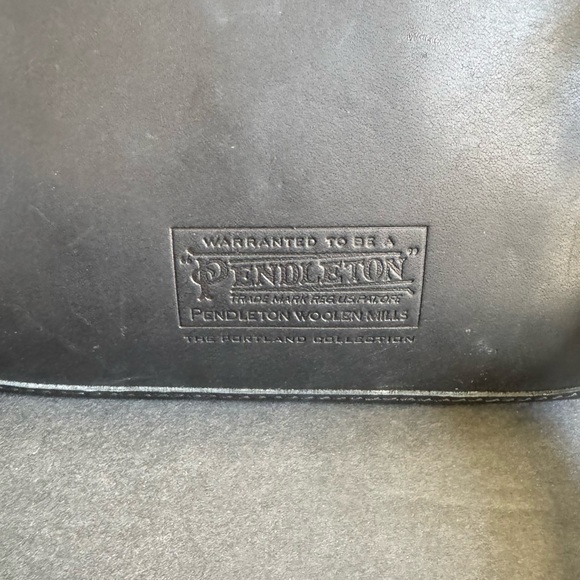 WARRANTED TO BE A
"PENDLETON"
TRADE MARK REG. U.S. PAT. OFF.
PENDLETON WOOLEN MILLS
THE PORTLAND COLLECTION